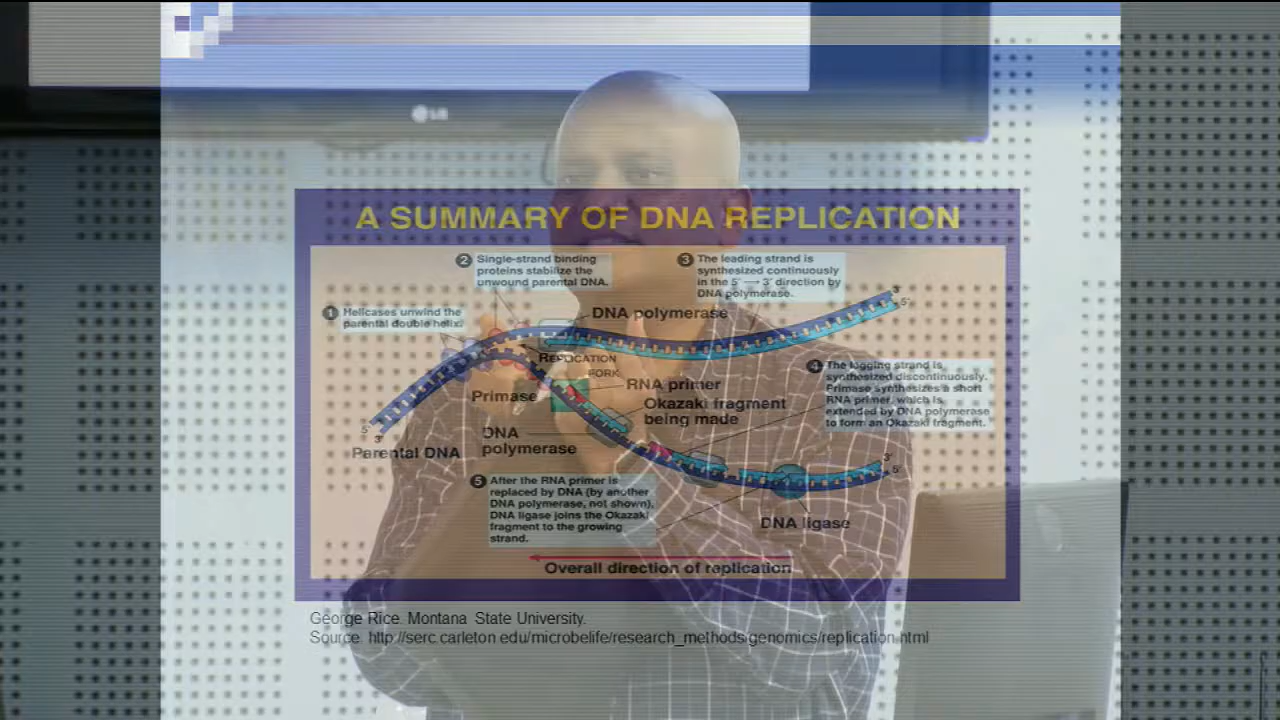 LG
A SUMMARY OF DNA REPLICATION
2 Single-strand binding
proteins stabilize the
unwound parental DNA.
3 The leading strand is
synthesized continuously
in the 5' → 3' direction by
DNA polymerase.
1 Helicases unwind the
parental double helix.
DNA polymerase
3'
5'
REPLICATION
FORK
4 The lagging strand is
synthesized discontinuously.
Primase synthesizes a short
RNA primer, which is
extended by DNA polymerase
to form an Okazaki fragment.
Primase
RNA primer
Okazaki fragment
being made
5'
3'
Parental DNA
DNA
polymerase
3'
5'
5 After the RNA primer is
replaced by DNA (by another
DNA polymerase, not shown),
DNA ligase joins the Okazaki
fragment to the growing
strand.
DNA ligase
Overall direction of replication
George Rice. Montana State University.
Source: http://serc.carleton.edu/microbelife/research_methods/genomics/replication.html